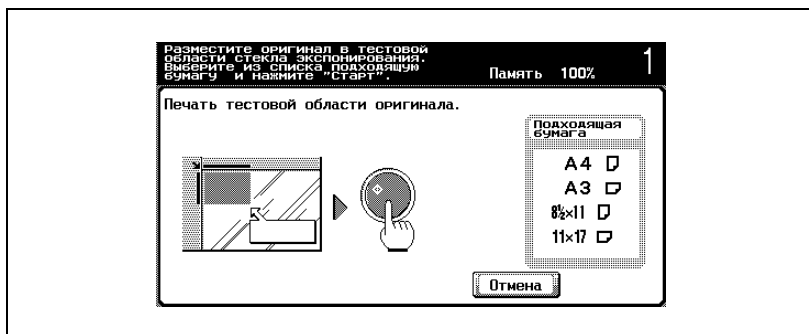 Разместите оригинал в тестовой
области стекла экспонирования.
Выберите из списка подходящую
бумагу и нажмите "Старт".
Память 100%
1
Печать тестовой области оригинала.
Подходящая
бумага
A4
A3
8½×11
11×17
Отмена